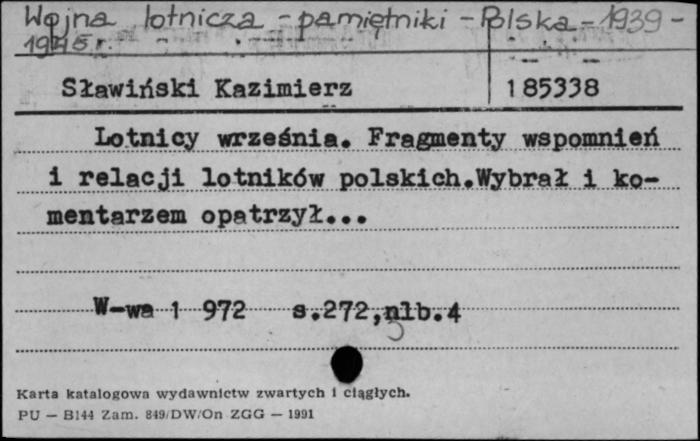 Wojna lotnicza - pamiętniki - Polska - 1939 -
1945 r.
Sławiński Kazimierz 185338
Lotnicy września. Fragmenty wspomnień
i relacji lotników polskich.Wybrał i ko-
mentarzem opatrzył...
W-wa 1 972 s.272,nlb.4
Karta katalogowa wydawnictw zwartych i ciągłych.
PU — B144 Zam. 849/DW/On ZGG — 1991